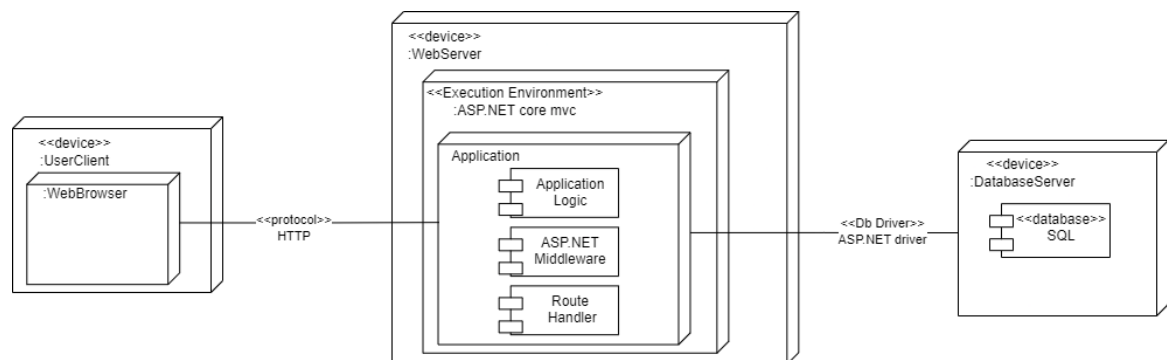 <<device>>
:UserClient
:WebBrowser
<<protocol>>
HTTP
<<device>>
:WebServer
<<Execution Environment>>
:ASP.NET core mvc
Application
Application
Logic
ASP.NET
Middleware
Route
Handler
<<Db Driver>>
ASP.NET driver
<<device>>
:DatabaseServer
<<database>>
SQL